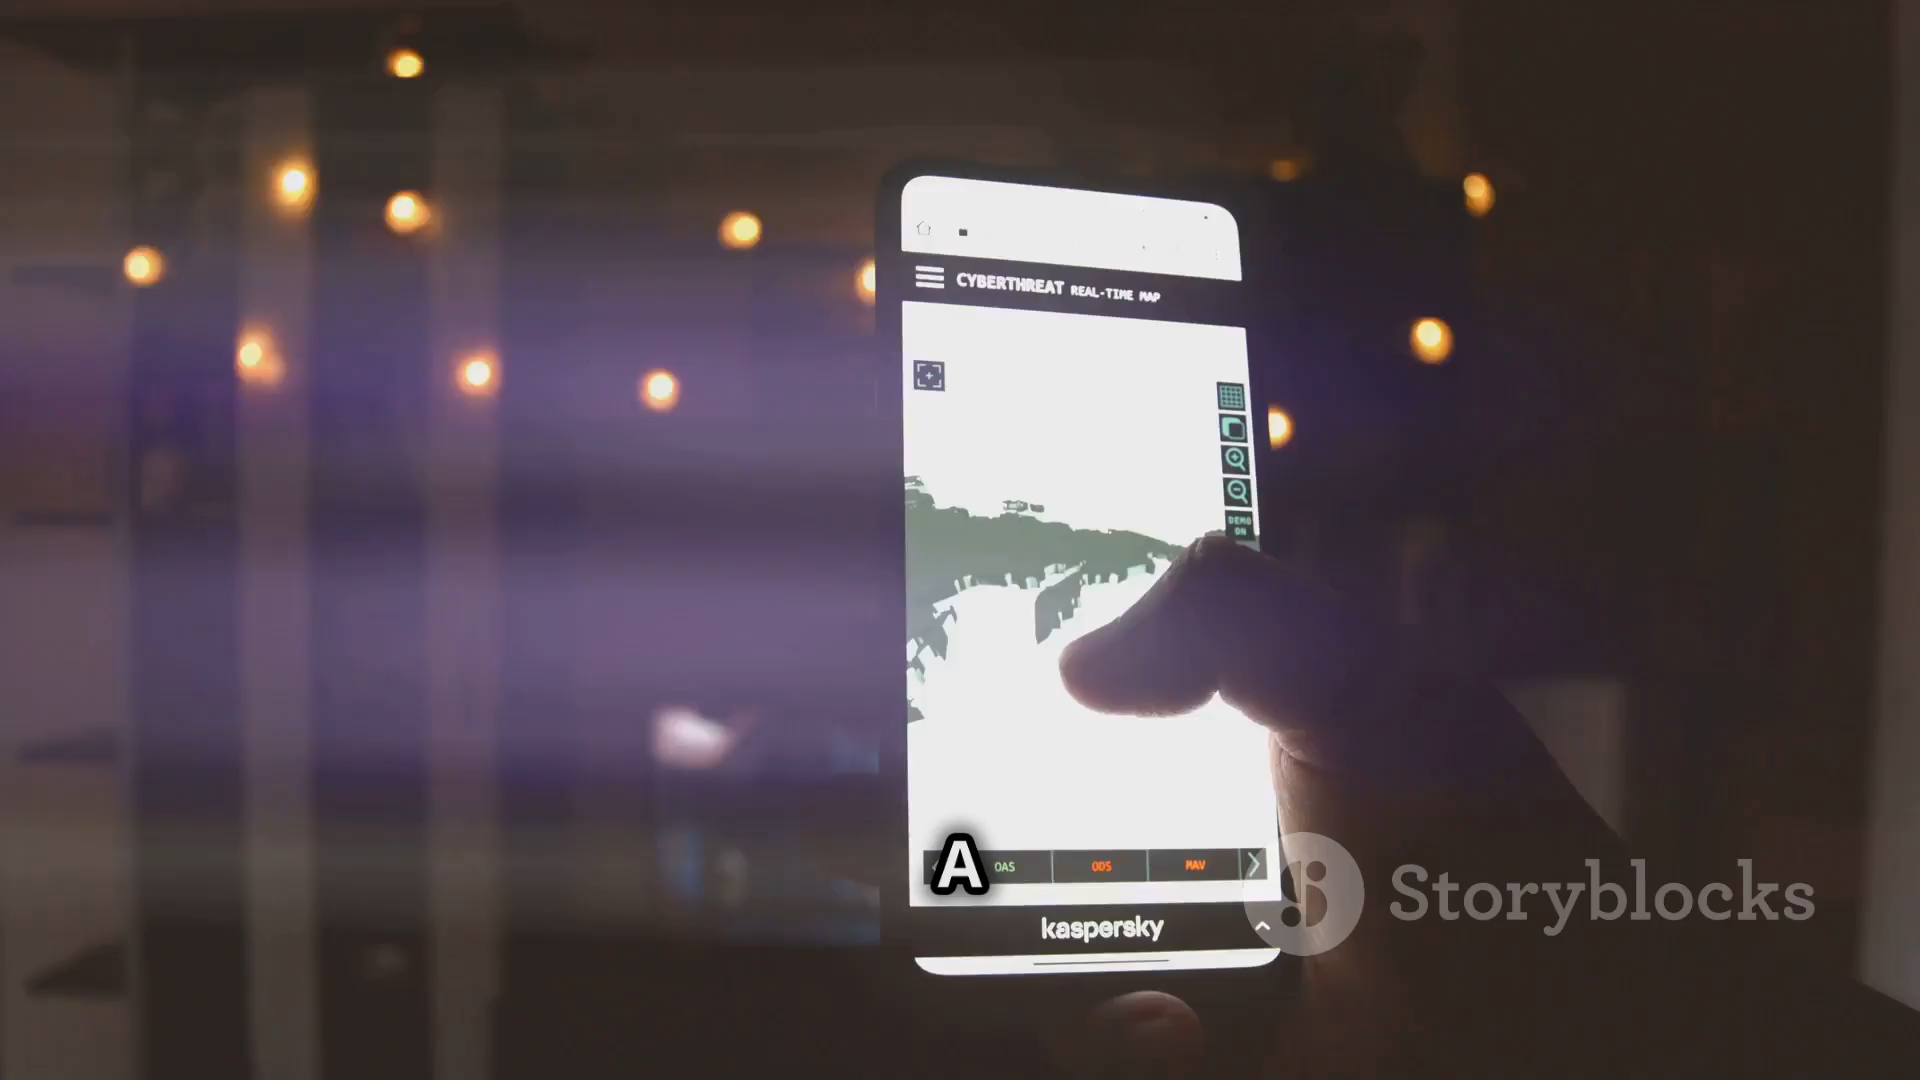 CYBERTHREAT REAL-TIME MAP
DEMO
ON
A
OAS
ODS
MAV
kaspersky
Storyblocks